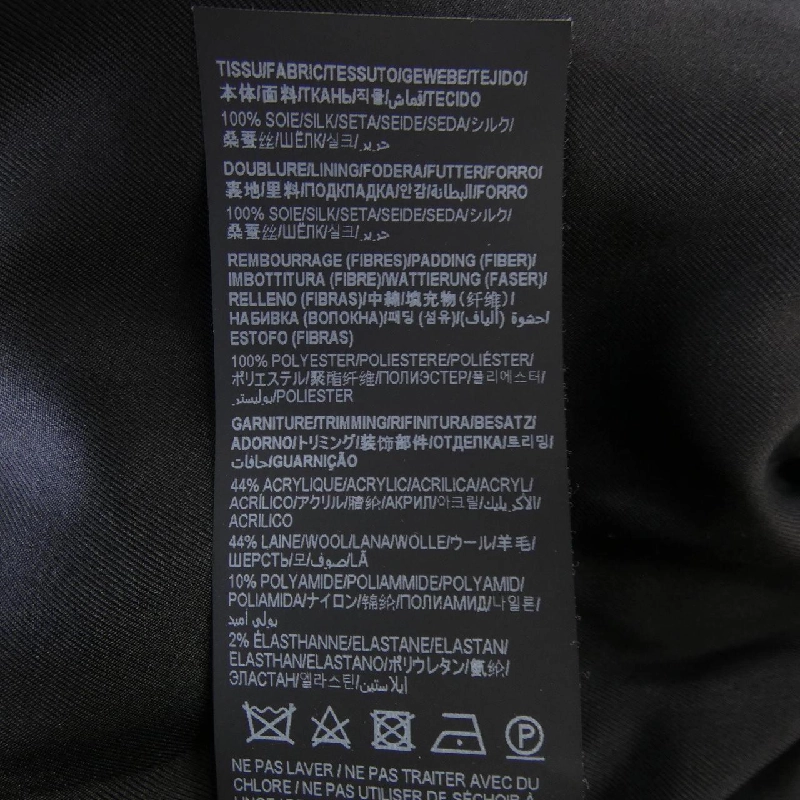 TISSU/FABRIC/TESSUTO/GEWEBE/TEJIDO/
本体/面料/ТКАНЬ/직물/قماش/TECIDO
100% SOIE/SILK/SETA/SEIDE/SEDA/シルク/
桑蚕丝/ШЁЛК/실크/حرير
DOUBLURE/LINING/FODERA/FUTTER/FORRO/
裏地/里料/ПОДКЛАДКА/안감/البطانة/FORRO
100% SOIE/SILK/SETA/SEIDE/SEDA/シルク/
桑蚕丝/ШЁЛК/실크/حرير
REMBOURRAGE (FIBRES)/PADDING (FIBER)/
IMBOTTITURA (FIBRE)/WATTIERUNG (FASER)/
RELLENO (FIBRAS)/中綿/填充物(纤维)/
НАБИВКА (ВОЛОКНА)/패딩 (섬유)/حشوة (ألياف)/
ESTOFO (FIBRAS)
100% POLYESTER/POLIESTERE/POLIÉSTER/
ポリエステル/聚酯纤维/ПОЛИЭСТЕР/폴리에스터/
بوليستر/POLIESTER
GARNITURE/TRIMMING/RIFINITURA/BESATZ/
ADORNO/トリミング/装饰部件/ОТДЕЛКА/트리밍/
حافات/GUARNIÇÃO
44% ACRYLIQUE/ACRYLIC/ACRILICA/ACRYL/
ACRÍLICO/アクリル/腈纶/АКРИЛ/아크릴/الأكريليك/
ACRILICO
44% LAINE/WOOL/LANA/WOLLE/ウール/羊毛/
ШЕРСТЬ/모/صوف/LÃ
10% POLYAMIDE/POLIAMMIDE/POLYAMID/
POLIAMIDA/ナイロン/锦纶/ПОЛИАМИД/나일론/
بولي أميد
2% ÉLASTHANNE/ELASTANE/ELASTAN/
ELASTHAN/ELASTANO/ポリウレタン/氨纶/
ЭЛАСТАН/엘라스틴/إيلاستين
P
NE PAS LAVER / NE PAS TRAITER AVEC DU
CHLORE / NE PAS UTILISER DE SÉCHOIR